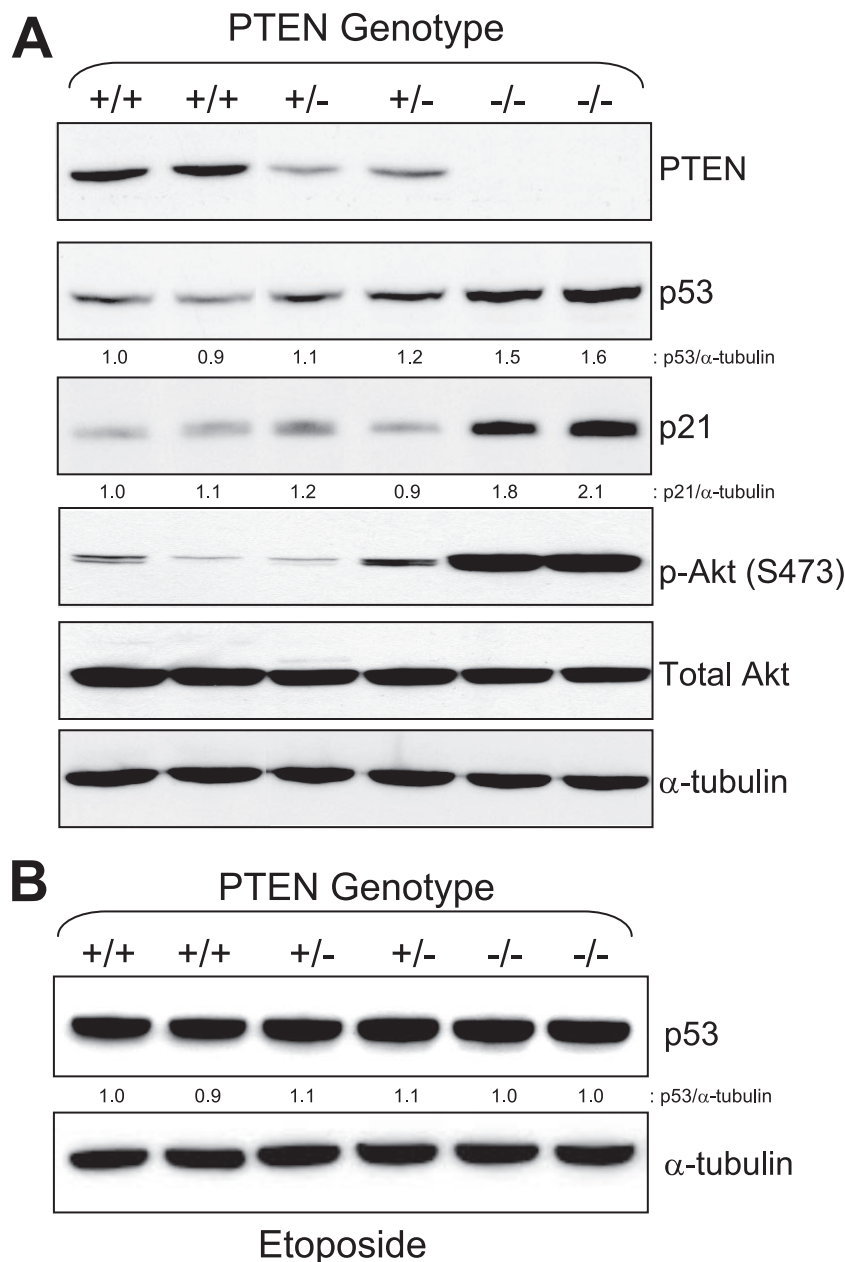 A
PTEN Genotype
+/+ +/+ +/- +/- -/- -/-
PTEN
p53
1.0 0.9 1.1 1.2 1.5 1.6 : p53/α-tubulin
p21
1.0 1.1 1.2 0.9 1.8 2.1 : p21/α-tubulin
p-Akt (S473)
Total Akt
α-tubulin
B
PTEN Genotype
+/+ +/+ +/- +/- -/- -/-
p53
1.0 0.9 1.1 1.1 1.0 1.0 : p53/α-tubulin
α-tubulin
Etoposide